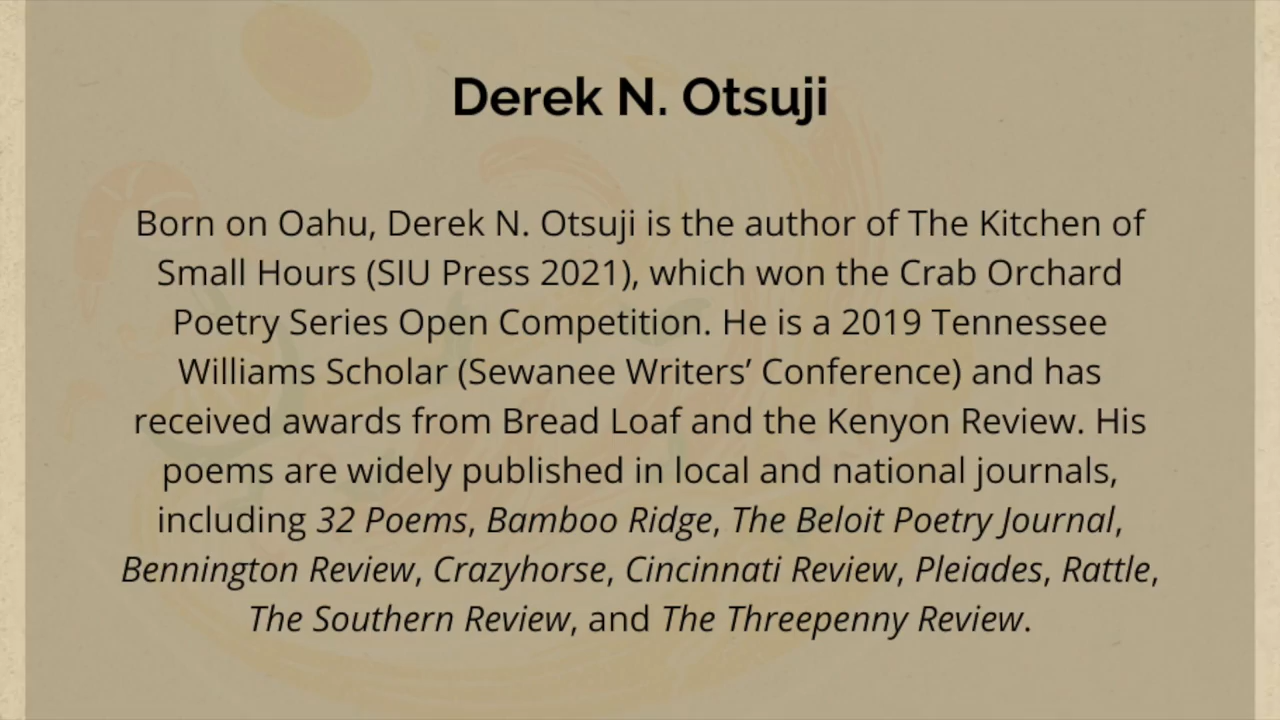 Derek N. Otsuji
Born on Oahu, Derek N. Otsuji is the author of The Kitchen of
Small Hours (SIU Press 2021), which won the Crab Orchard
Poetry Series Open Competition. He is a 2019 Tennessee
Williams Scholar (Sewanee Writers’ Conference) and has
received awards from Bread Loaf and the Kenyon Review. His
poems are widely published in local and national journals,
including 32 Poems, Bamboo Ridge, The Beloit Poetry Journal,
Bennington Review, Crazyhorse, Cincinnati Review, Pleiades, Rattle,
The Southern Review, and The Threepenny Review.